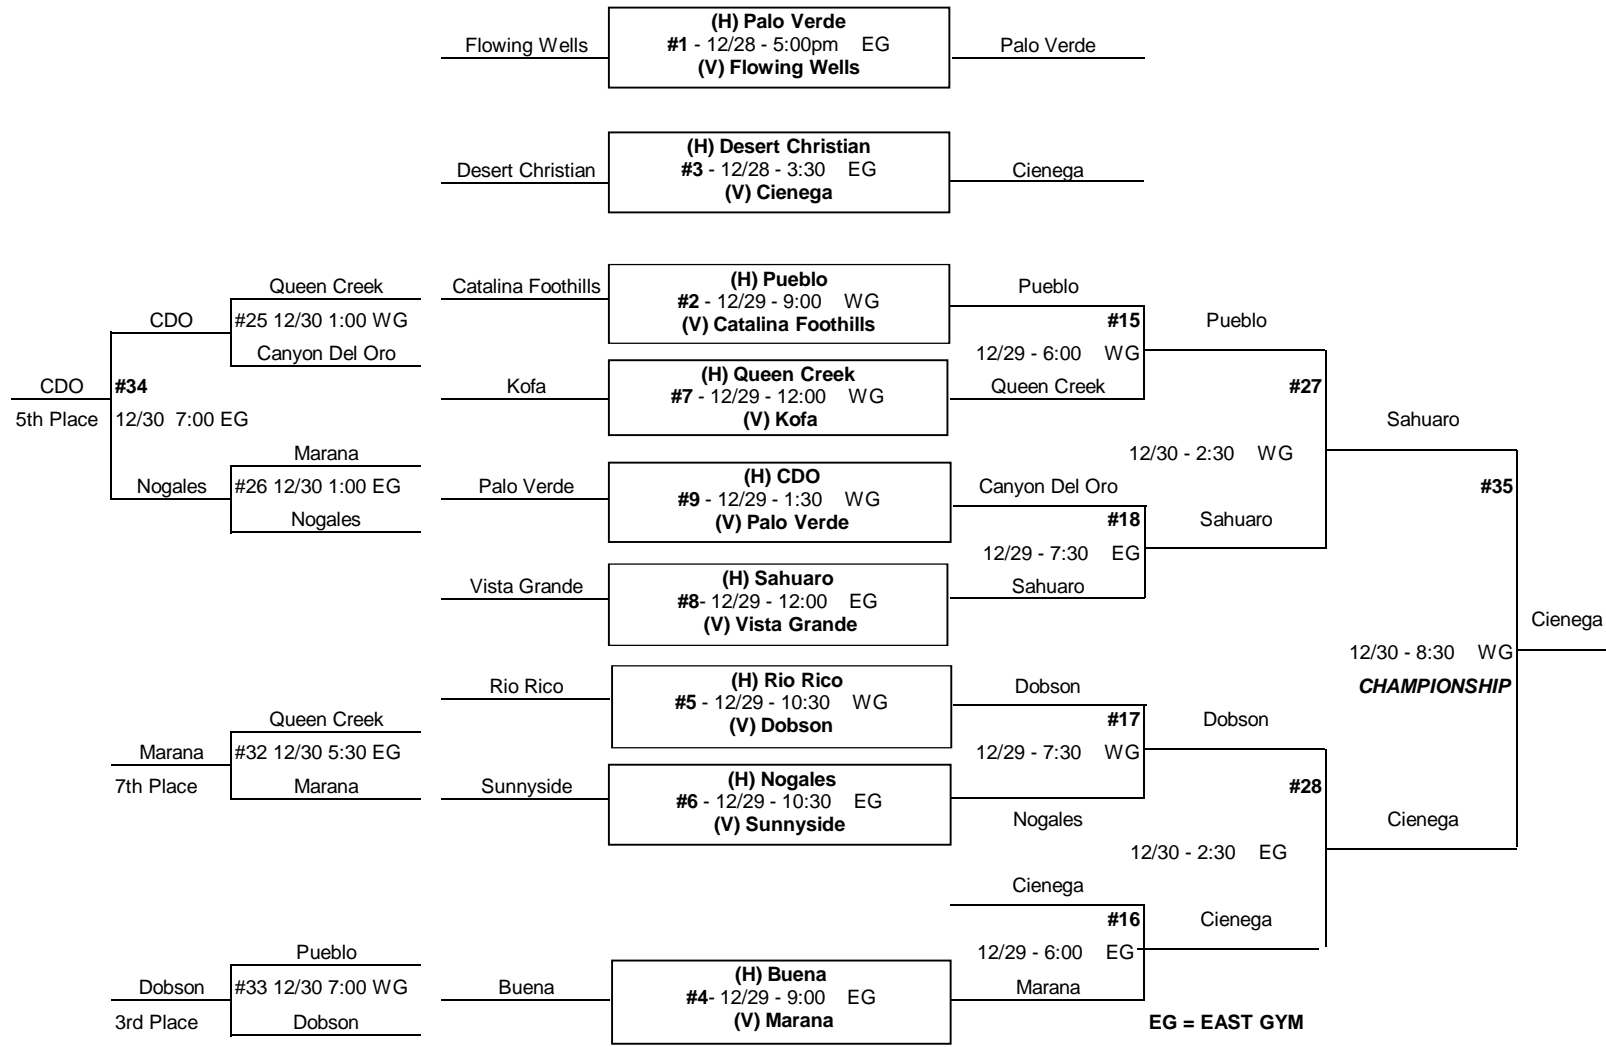 (H) Palo Verde
Flowing Wells #1 - 12/28 - 5:00pm EG Palo Verde
(V) Flowing Wells
(H) Desert Christian
Desert Christian #3 - 12/28 - 3:30 EG Cienega
(V) Cienega
Queen Creek Catalina Foothills (H) Pueblo Pueblo
#2 - 12/29 - 9:00 WG
CDO #25 12/30 1:00 WG (V) Catalina Foothills #15 Pueblo
Canyon Del Oro 12/29 - 6:00 WG
CDO #34 Kofa (H) Queen Creek Queen Creek #27
#7 - 12/29 - 12:00 WG
5th Place 12/30 7:00 EG (V) Kofa Sahuaro
Marana 12/30 - 2:30 WG
Nogales #26 12/30 1:00 EG Palo Verde (H) CDO Canyon Del Oro #35
#9 - 12/29 - 1:30 WG
Nogales (V) Palo Verde #18 Sahuaro
12/29 - 7:30 EG
Vista Grande (H) Sahuaro Sahuaro
#8- 12/29 - 12:00 EG
(V) Vista Grande Cienega
12/30 - 8:30 WG
Rio Rico (H) Rio Rico Dobson CHAMPIONSHIP
#5 - 12/29 - 10:30 WG
Queen Creek (V) Dobson #17 Dobson
Marana #32 12/30 5:30 EG 12/29 - 7:30 WG
7th Place Marana Sunnyside (H) Nogales #28
#6 - 12/29 - 10:30 EG
(V) Sunnyside Nogales Cienega
12/30 - 2:30 EG
Cienega
#16 Cienega
Pueblo 12/29 - 6:00 EG
Dobson #33 12/30 7:00 WG Buena (H) Buena Marana
#4- 12/29 - 9:00 EG
3rd Place Dobson (V) Marana EG = EAST GYM